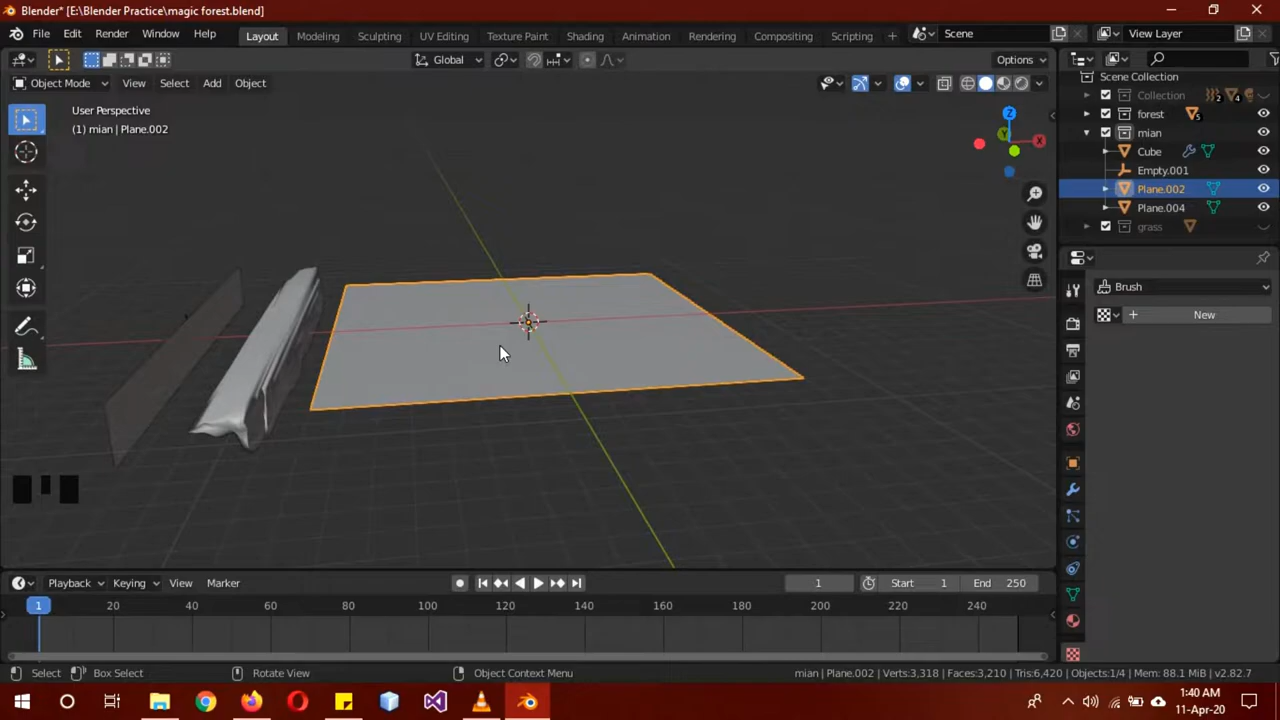 Blender* [E:\Blender Practice\magic forest.blend]
File Edit Render Window Help Layout Modeling Sculpting UV Editing Texture Paint Shading Animation Rendering Compositing Scripting + Scene View Layer
Global Options
Object Mode View Select Add Object
User Perspective
(1) mian | Plane.002
Z
X
Y
Scene Collection
Collection 2 4
forest 5
mian
Cube
Empty.001
Plane.002
Plane.004
grass
Brush
+ New
Playback Keying View Marker 1 Start 1 End 250
1 20 40 60 80 100 120 140 160 180 200 220 240
Select Box Select Rotate View Object Context Menu mian | Plane.002 | Verts:3,318 | Faces:3,210 | Tris:6,420 | Objects:1/4 | Mem: 88.1 MiB | v2.82.7
1:40 AM
11-Apr-20